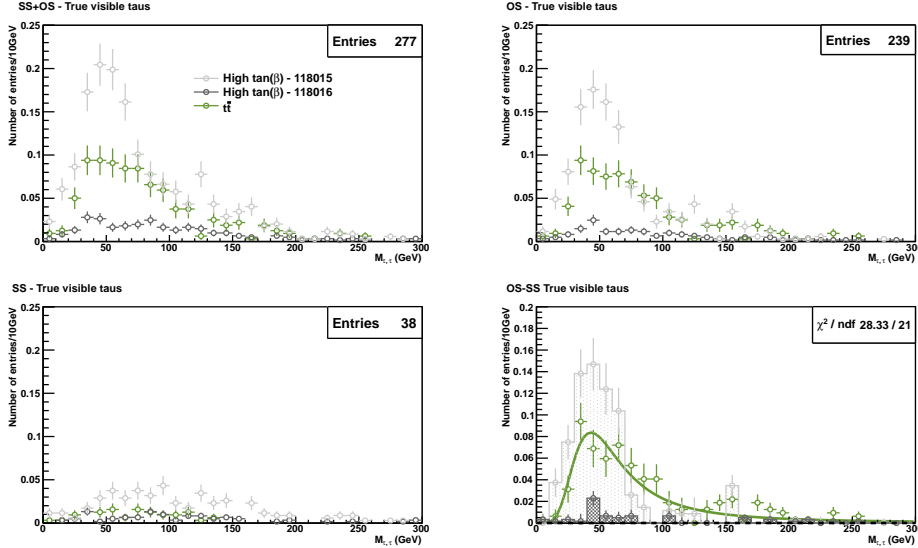 SS+OS - True visible taus
Number of entries/10GeV
0.25
0.2
0.15
0.1
0.05
0
Entries 277
High tan(β) - 118015
High tan(β) - 118016
tt̄
0 50 100 150 200 250 300
M τ, τ (GeV)
OS - True visible taus
Number of entries/10GeV
0.25
0.2
0.15
0.1
0.05
0
Entries 239
0 50 100 150 200 250 30
M τ, τ (GeV)
SS - True visible taus
Number of entries/10GeV
0.25
0.2
0.15
0.1
0.05
0
Entries 38
0 50 100 150 200 250 300
M τ, τ (GeV)
OS-SS True visible taus
Number of entries/10GeV
0.2
0.18
0.16
0.14
0.12
0.1
0.08
0.06
0.04
0.02
0
χ² / ndf 28.33 / 21
0 50 100 150 200 250 30
M τ, τ (GeV)